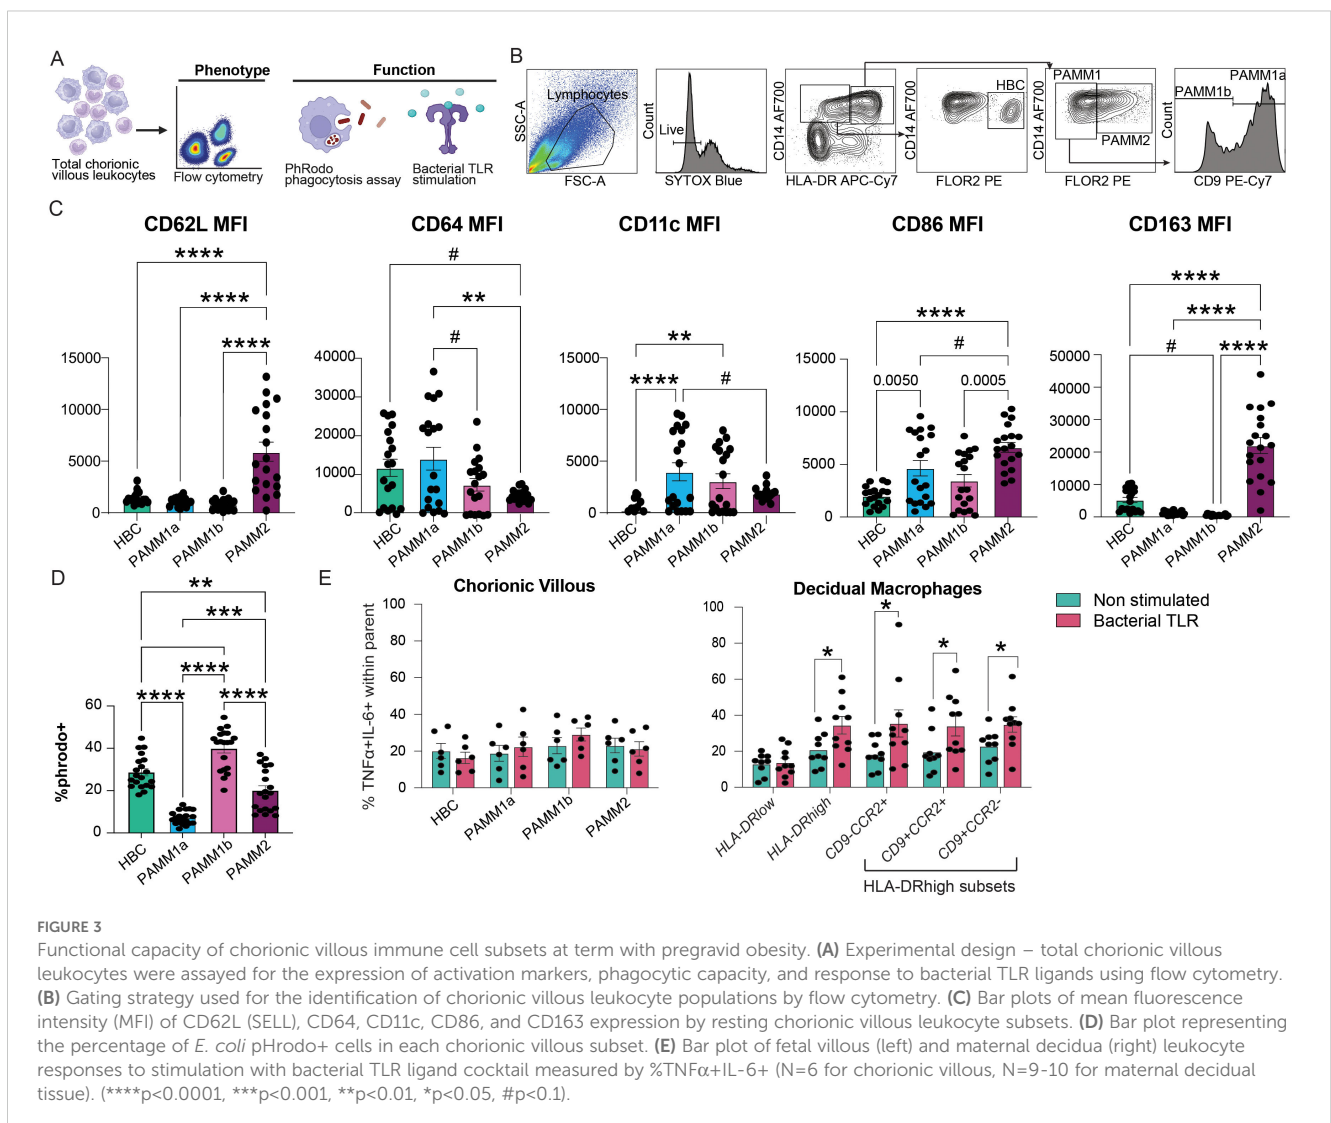 A
Phenotype
Function
Total chorionic
villous leukocytes
Flow cytometry
PhRodo
phagocytosis assay
Bacterial TLR
stimulation
B
SSC-A
Lymphocytes
FSC-A
Count
Live
SYTOX Blue
CD14 AF700
HLA-DR APC-Cy7
CD14 AF700
HBC
FLOR2 PE
CD14 AF700
PAMM1
PAMM2
FLOR2 PE
Count
PAMM1a
PAMM1b
CD9 PE-Cy7
C
CD62L MFI
****
****
****
15000
10000
5000
0
HBC
PAMM1a
PAMM1b
PAMM2
CD64 MFI
#
**
#
40000
30000
20000
10000
0
HBC
PAMM1a
PAMM1b
PAMM2
CD11c MFI
**
****
#
15000
10000
5000
0
HBC
PAMM1a
PAMM1b
PAMM2
CD86 MFI
****
#
0.0050
0.0005
15000
10000
5000
0
HBC
PAMM1a
PAMM1b
PAMM2
CD163 MFI
****
****
#
****
50000
40000
30000
20000
10000
0
HBC
PAMM1a
PAMM1b
PAMM2
D
**
***
****
****
****
%phrodo+
60
40
20
0
HBC
PAMM1a
PAMM1b
PAMM2
E
Chorionic Villous
% TNFα+IL-6+ within parent
100
80
60
40
20
0
HBC
PAMM1a
PAMM1b
PAMM2
Decidual Macrophages
*
*
*
*
100
80
60
40
20
0
HLA-DRlow
HLA-DRhigh
CD9-CCR2+
CD9+CCR2+
CD9+CCR2-
HLA-DRhigh subsets
Non stimulated
Bacterial TLR
FIGURE 3
Functional capacity of chorionic villous immune cell subsets at term with pregravid obesity. (A) Experimental design – total chorionic villous
leukocytes were assayed for the expression of activation markers, phagocytic capacity, and response to bacterial TLR ligands using flow cytometry.
(B) Gating strategy used for the identification of chorionic villous leukocyte populations by flow cytometry. (C) Bar plots of mean fluorescence
intensity (MFI) of CD62L (SELL), CD64, CD11c, CD86, and CD163 expression by resting chorionic villous leukocyte subsets. (D) Bar plot representing
the percentage of E. coli pHrodo+ cells in each chorionic villous subset. (E) Bar plot of fetal villous (left) and maternal decidua (right) leukocyte
responses to stimulation with bacterial TLR ligand cocktail measured by %TNFα+IL-6+ (N=6 for chorionic villous, N=9-10 for maternal decidual
tissue). (****p<0.0001, ***p<0.001, **p<0.01, *p<0.05, #p<0.1).